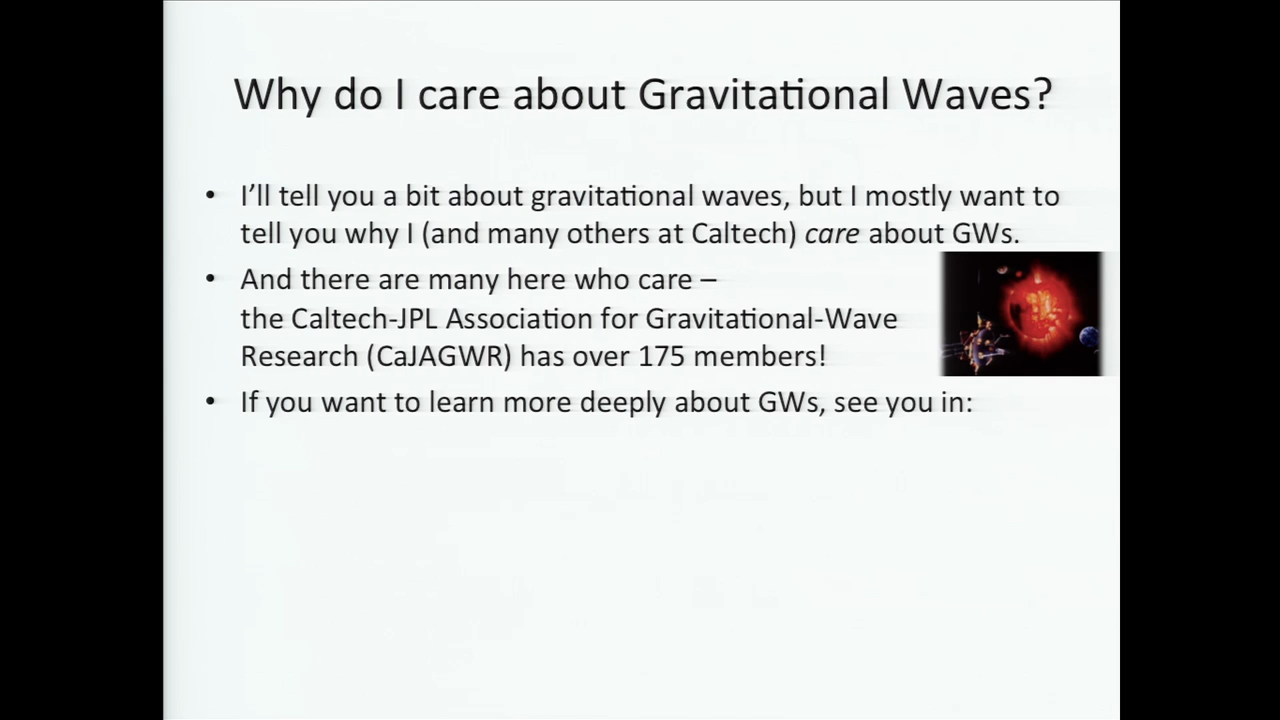 Why do I care about Gravitational Waves?
• I’ll tell you a bit about gravitational waves, but I mostly want to
tell you why I (and many others at Caltech) care about GWs.
• And there are many here who care –
the Caltech-JPL Association for Gravitational-Wave
Research (CaJAGWR) has over 175 members!
• If you want to learn more deeply about GWs, see you in: